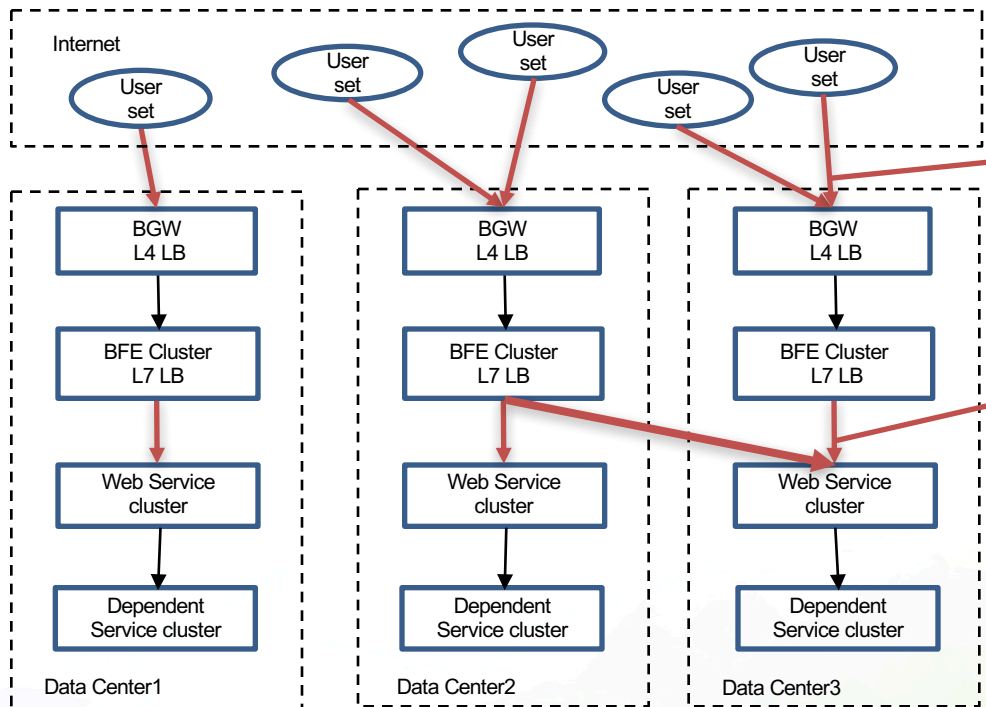 Internet
User
set
User
set
User
set
User
set
User
set
BGW
L4 LB
BFE Cluster
L7 LB
Web Service
cluster
Dependent
Service cluster
Data Center1
BGW
L4 LB
BFE Cluster
L7 LB
Web Service
cluster
Dependent
Service cluster
Data Center2
BGW
L4 LB
BFE Cluster
L7 LB
Web Service
cluster
Dependent
Service cluster
Data Center3